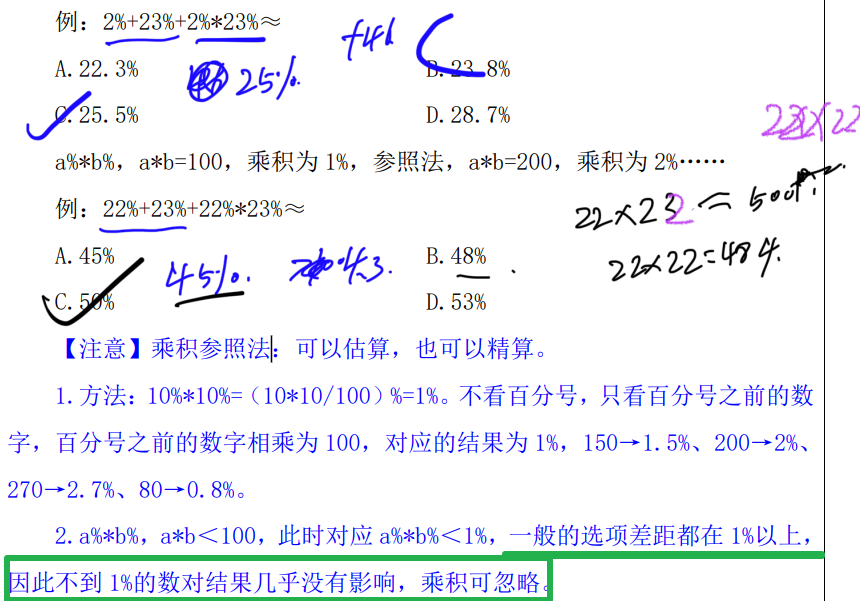 例：2%+23%+2%*23%≈
A.22.3%
B.23.8%
25%
C.25.5%
D.28.7%
a%*b%，a*b=100，乘积为 1%，参照法，a*b=200，乘积为 2%……
例：22%+23%+22%*23%≈
22×23
A.45%
B.48%
45%.
22×22=484.
C.50%
D.53%
【注意】乘积参照法：可以估算，也可以精算。
1.方法：10%*10%=（10*10/100）%=1%。不看百分号，只看百分号之前的数
字，百分号之前的数字相乘为 100，对应的结果为 1%，150→1.5%、200→2%、
270→2.7%、80→0.8%。
2.a%*b%，a*b＜100，此时对应 a%*b%＜1%，一般的选项差距都在 1%以上，
因此不到 1%的数对结果几乎没有影响，乘积可忽略。